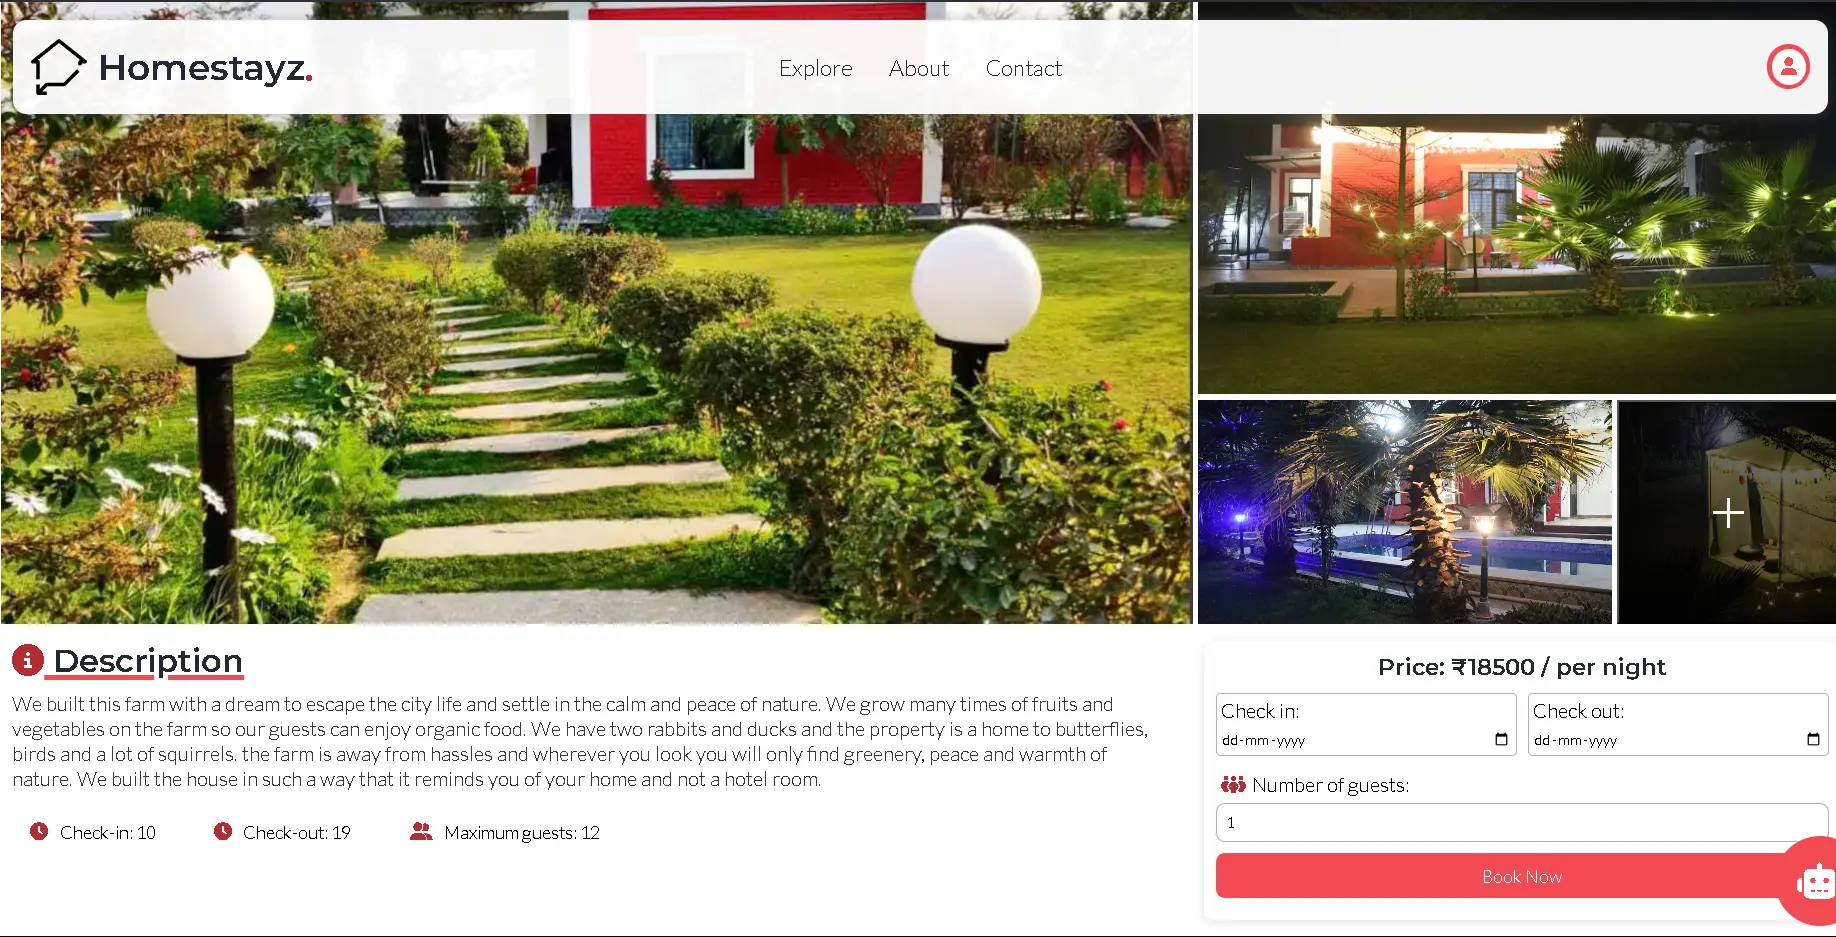 Homestayz.
Explore About Contact
Description
We built this farm with a dream to escape the city life and settle in the calm and peace of nature. We grow many times of fruits and
vegetables on the farm so our guests can enjoy organic food. We have two rabbits and ducks and the property is a home to butterflies,
birds and a lot of squirrels. the farm is away from hassles and wherever you look you will only find greenery, peace and warmth of
nature. We built the house in such a way that it reminds you of your home and not a hotel room.
Check-in: 10 Check-out: 19 Maximum guests: 12
Price: ₹18500 / per night
Check in: Check out:
dd-mm-yyyy dd-mm-yyyy
Number of guests:
1
Book Now